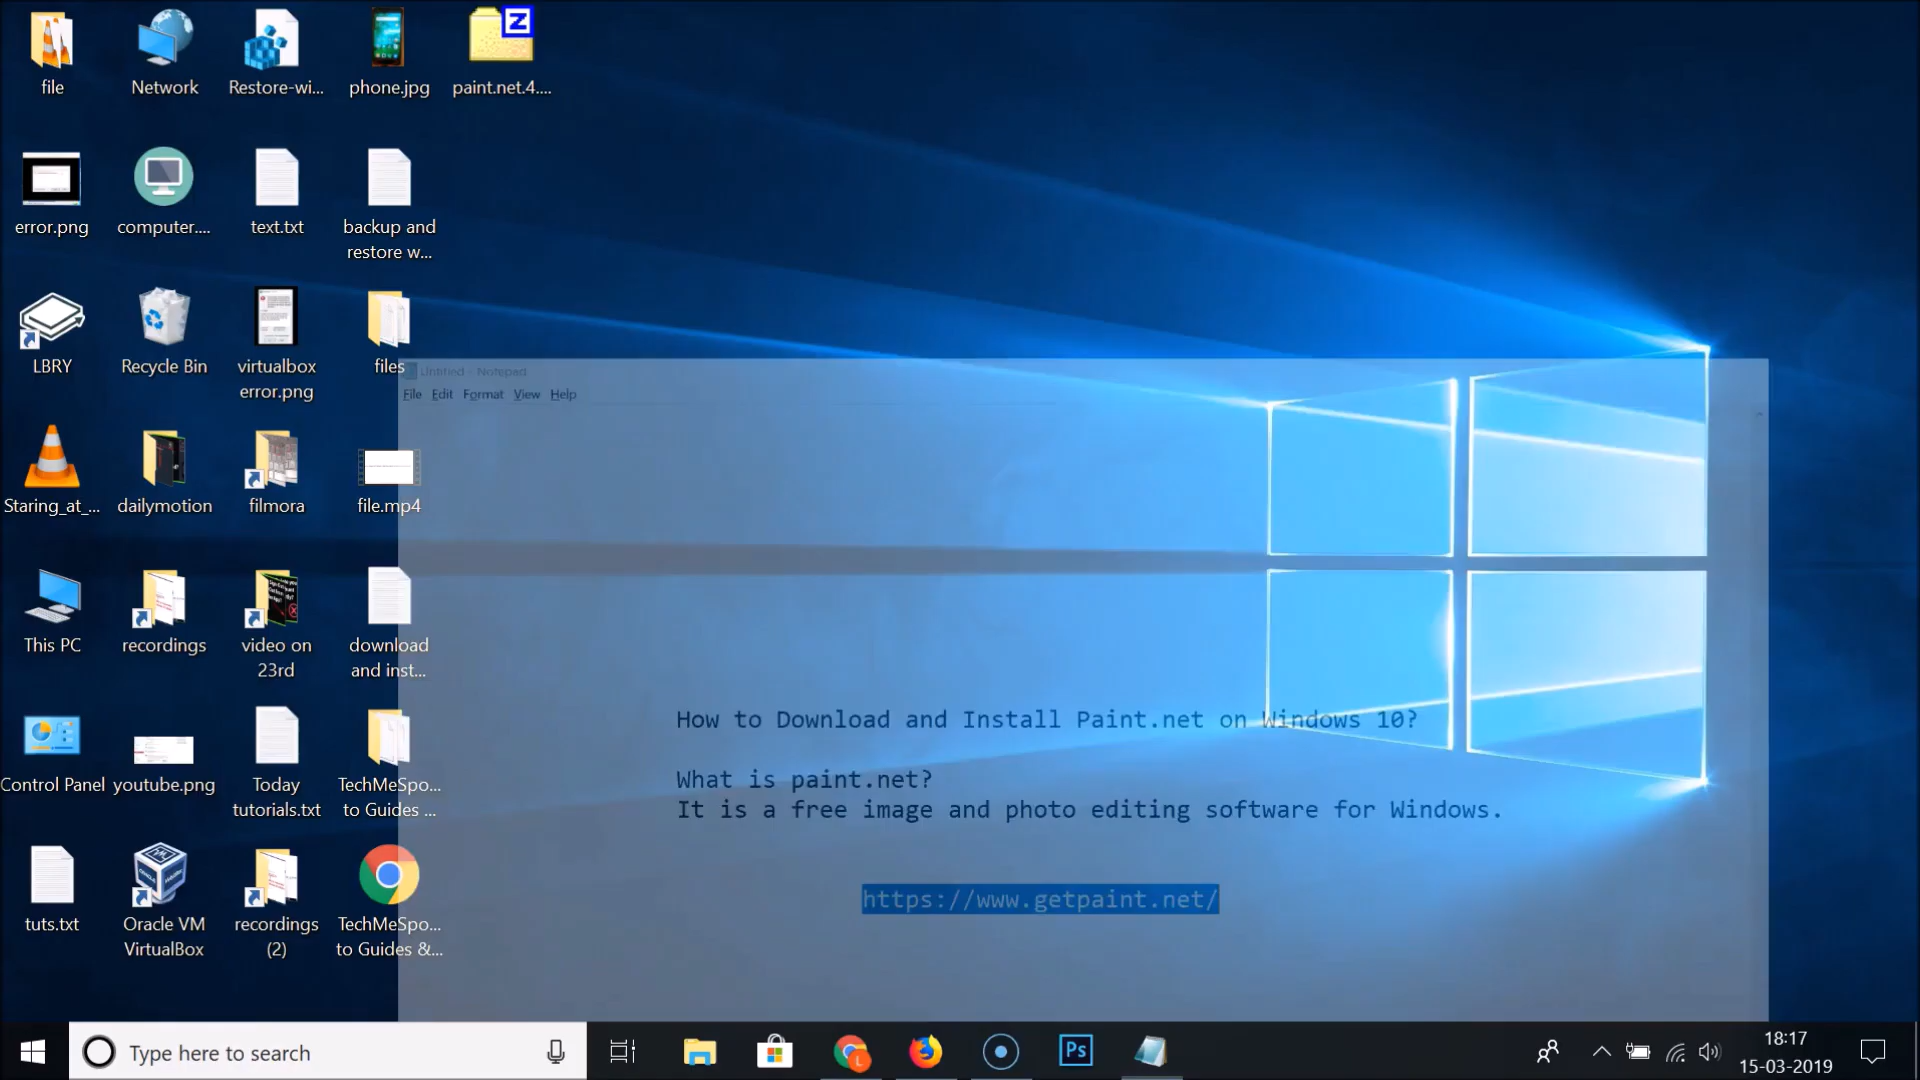 file
Network
Restore-wi...
phone.jpg
Z
paint.net.4....
error.png
computer....
text.txt
backup and
restore w...
LBRY
Recycle Bin
virtualbox
error.png
files
Untitled - Notepad
File Edit Format View Help
Staring_at_...
dailymotion
filmora
file.mp4
This PC
recordings
video on
23rd
download
and inst...
How to Download and Install Paint.net on Windows 10?
What is paint.net?
It is a free image and photo editing software for Windows.
https://www.getpaint.net/
Control Panel
youtube.png
Today
tutorials.txt
TechMeSpo...
to Guides ...
tuts.txt
Oracle VM
VirtualBox
recordings
(2)
TechMeSpo...
to Guides &...
Type here to search
L
Ps
18:17
15-03-2019